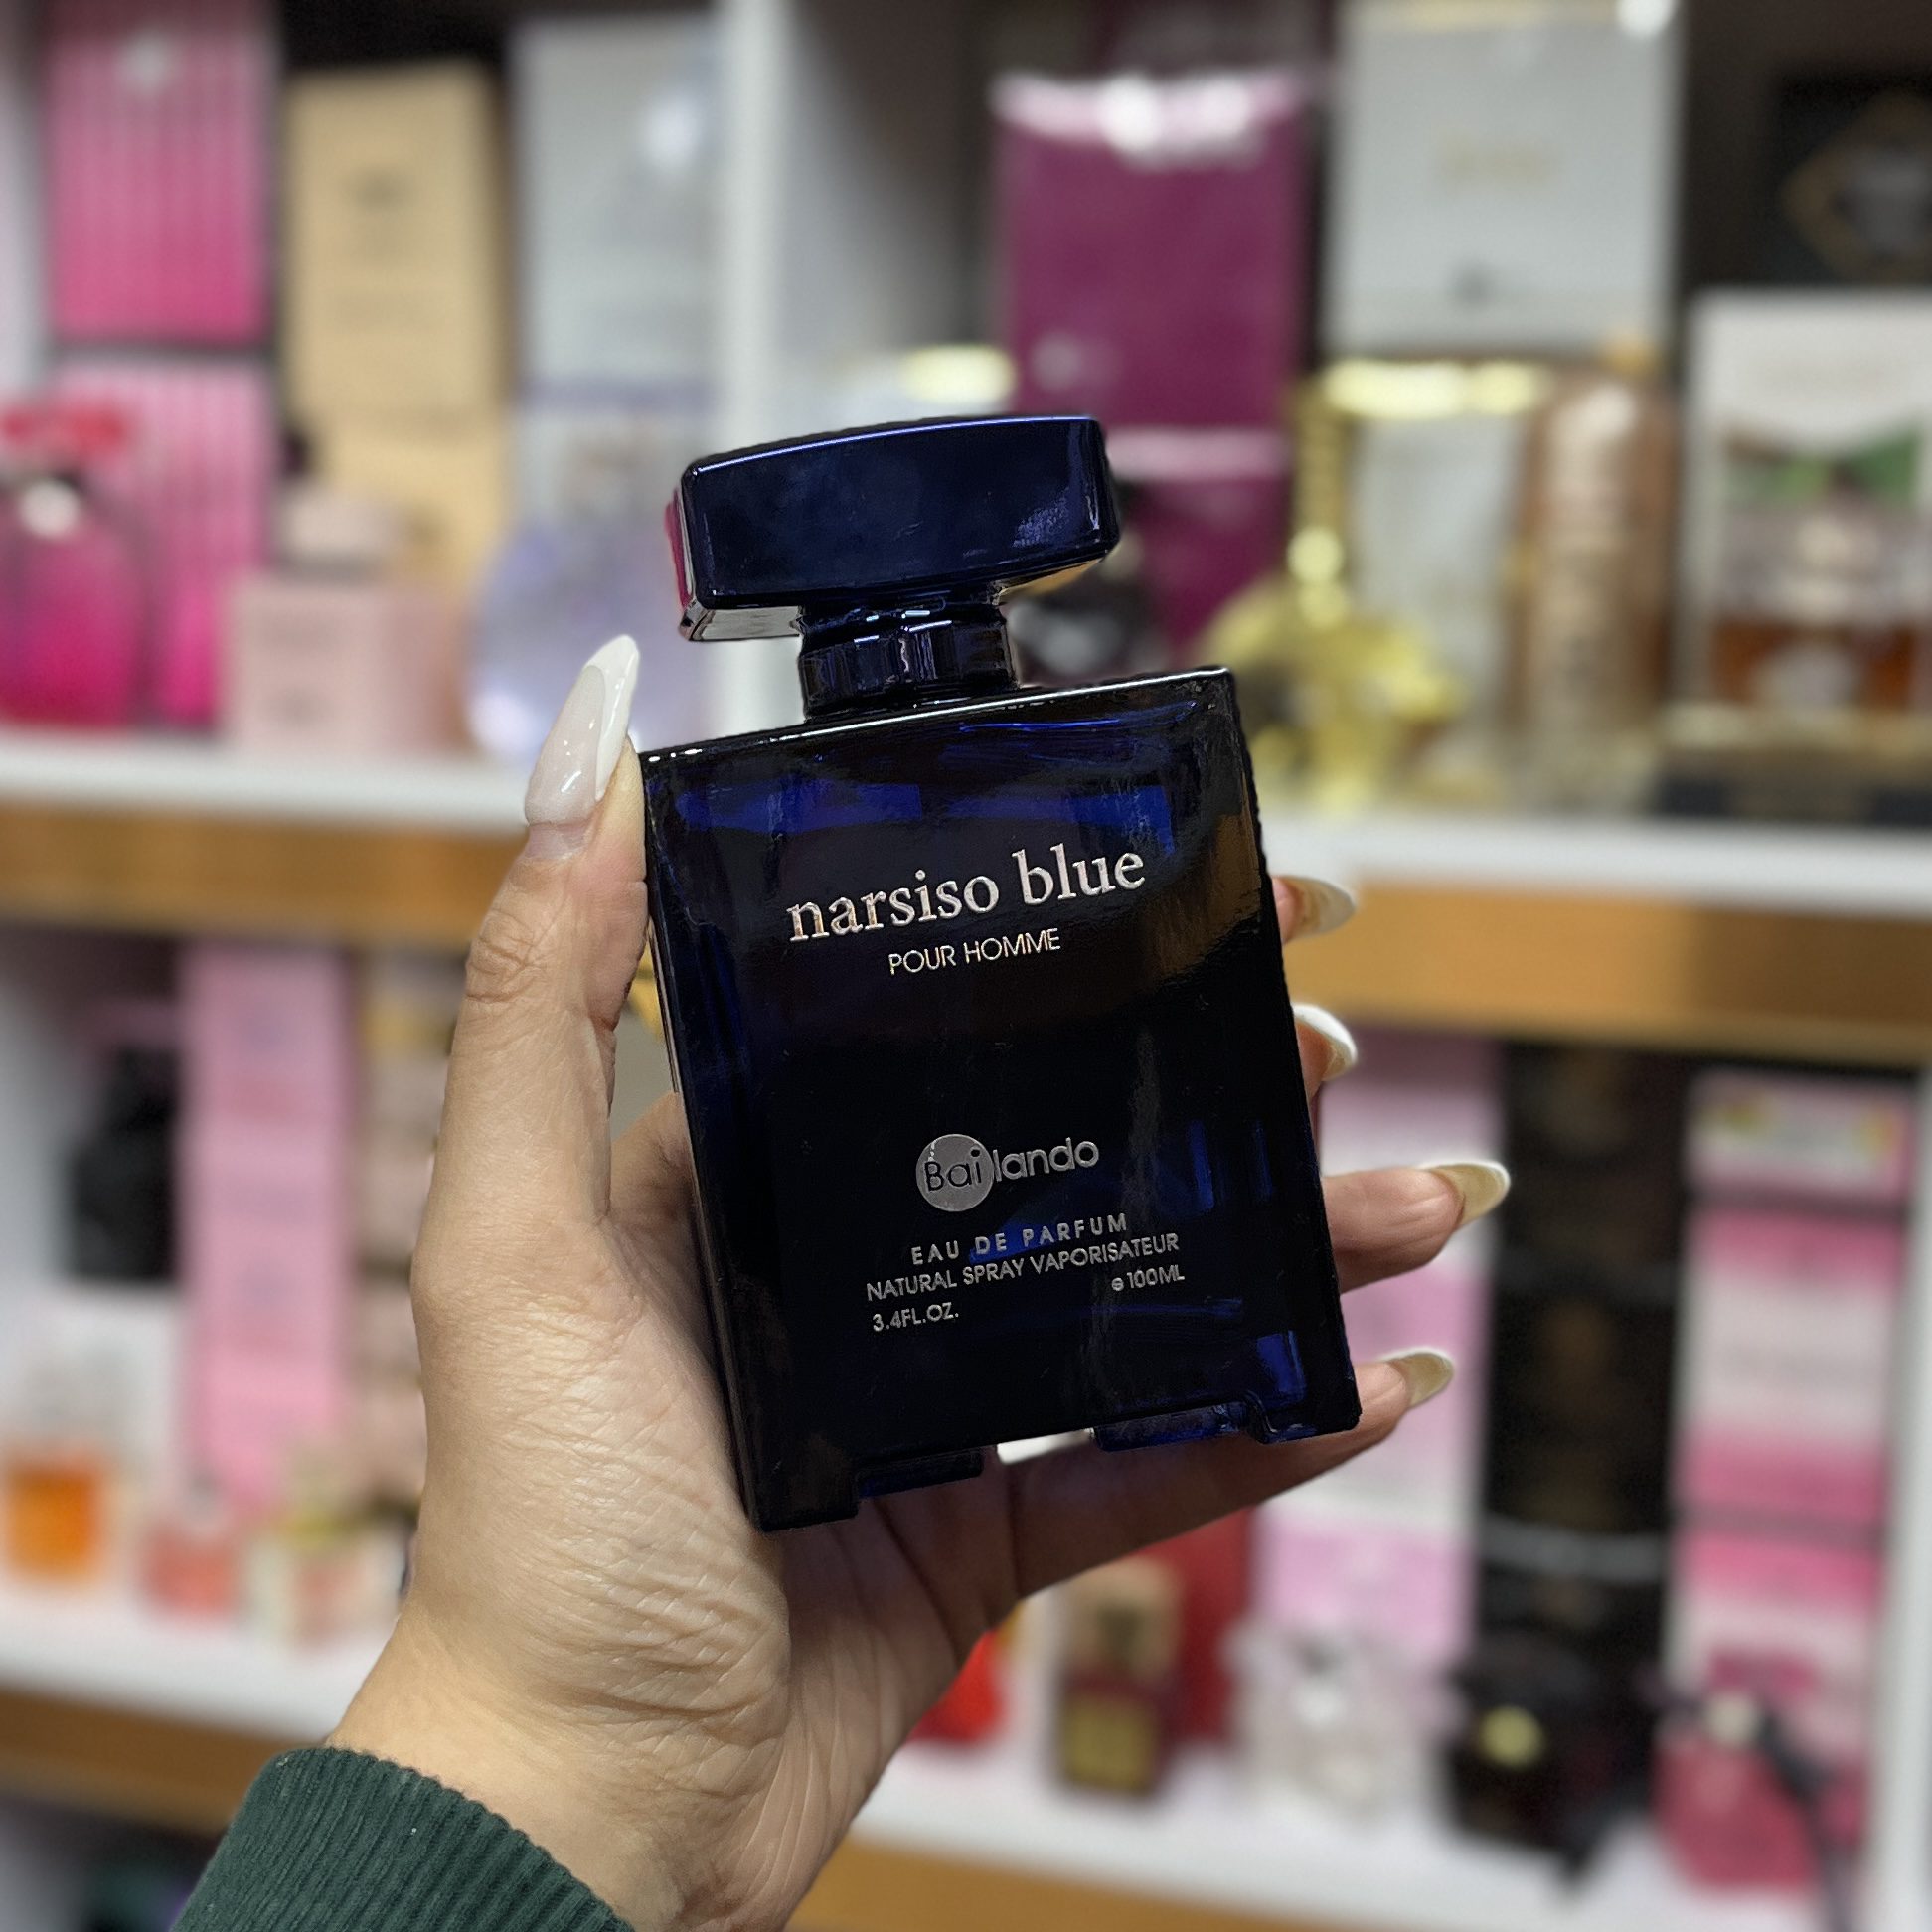 narsiso blue
POUR HOMME
Bailando
EAU DE PARFUM
NATURAL SPRAY VAPORISATEUR
3.4FL.OZ. ℮100ML